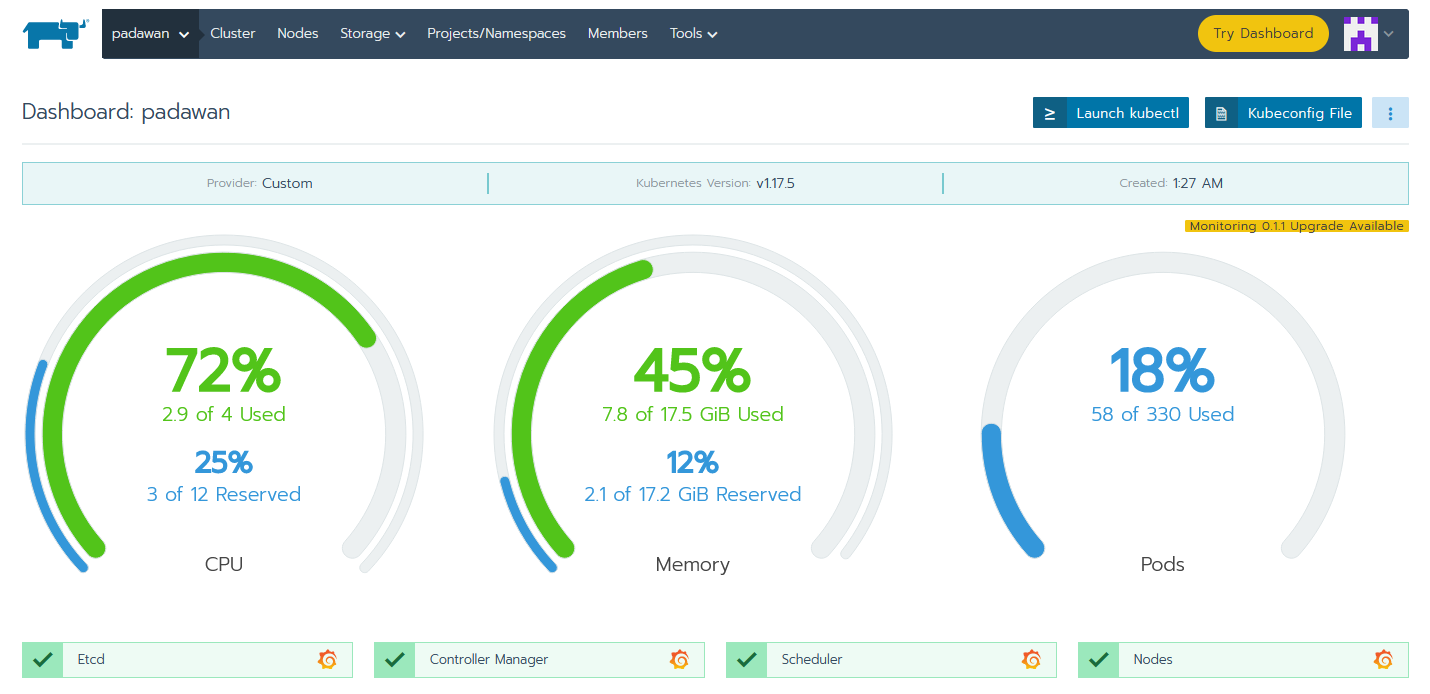 padawan Cluster Nodes Storage Projects/Namespaces Members Tools Try Dashboard
Dashboard: padawan Launch kubectl Kubeconfig File
Provider: Custom Kubernetes Version: v1.17.5 Created: 1:27 AM
Monitoring 0.1.1 Upgrade Available
72% 45% 18%
2.9 of 4 Used 7.8 of 17.5 GiB Used 58 of 330 Used
25% 12%
3 of 12 Reserved 2.1 of 17.2 GiB Reserved
CPU Memory Pods
Etcd Controller Manager Scheduler Nodes